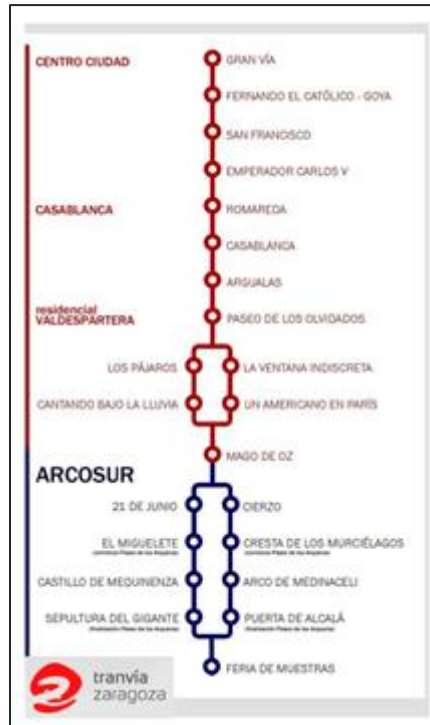 CENTRO CIUDAD
GRAN VÍA
FERNANDO EL CATÓLICO - GOYA
SAN FRANCISCO
EMPERADOR CARLOS V
CASABLANCA
ROMAREDA
CASABLANCA
ARGUALAS
residencial
VALDESPARTERA
PASEO DE LOS OLVIDADOS
LOS PÁJAROS
LA VENTANA INDISCRETA
CANTANDO BAJO LA LLUVIA
UN AMERICANO EN PARÍS
MAGO DE OZ
ARCOSUR
21 DE JUNIO
CIERZO
EL MIGUELETE
CRESTA DE LOS MURCIÉLAGOS
CASTILLO DE MEQUINENZA
ARCO DE MEDINACELI
SEPULTURA DEL GIGANTE
PUERTA DE ALCALÁ
FERIA DE MUESTRAS
tranvía
zaragoza